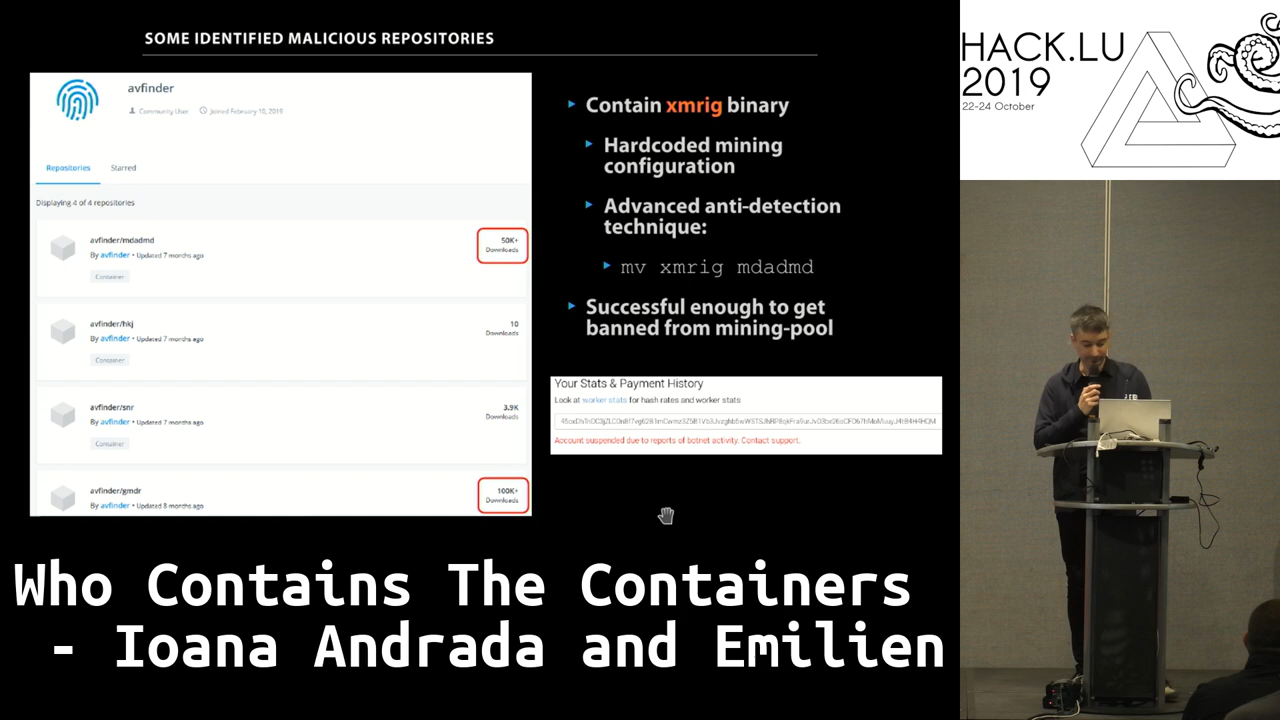 SOME IDENTIFIED MALICIOUS REPOSITORIES
avfinder
Community User
Joined February 10, 2019
Repositories
Starred
Displaying 4 of 4 repositories
avfinder/mdadmd
By avfinder • Updated 7 months ago
Container
50K+
Downloads
avfinder/hkj
By avfinder • Updated 7 months ago
Container
10
Downloads
avfinder/snr
By avfinder • Updated 7 months ago
Container
3.9K
Downloads
avfinder/gmdr
By avfinder • Updated 8 months ago
100K+
Downloads
Contain xmrig binary
Hardcoded mining
configuration
Advanced anti-detection
technique:
mv xmrig mdadmd
Successful enough to get
banned from mining-pool
Your Stats & Payment History
Look at worker stats for hash rates and worker stats
Account suspended due to reports of botnet activity. Contact support.
HACK.LU
2019
22-24 October
Who Contains The Containers
- Ioana Andrada and Emilien